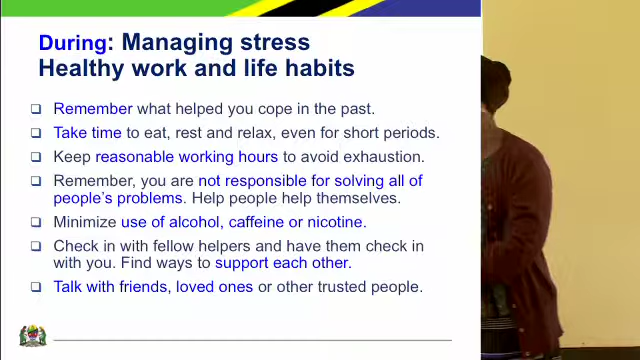 During: Managing stress
Healthy work and life habits
❑ Remember what helped you cope in the past.
❑ Take time to eat, rest and relax, even for short periods.
❑ Keep reasonable working hours to avoid exhaustion.
❑ Remember, you are not responsible for solving all of
people's problems. Help people help themselves.
❑ Minimize use of alcohol, caffeine or nicotine.
❑ Check in with fellow helpers and have them check in
with you. Find ways to support each other.
❑ Talk with friends, loved ones or other trusted people.